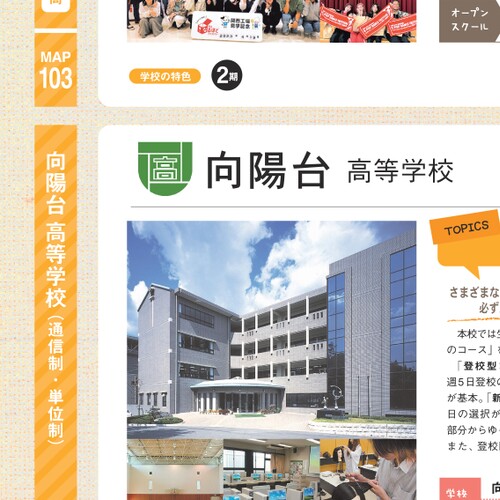 高
MAP
103
学校の特色
2期
オープン
スクール
向陽台 高等学校(通信制・単位制)
高
向陽台 高等学校
TOPICS
さまざまな
必ず
本校では
のコース」
「登校型
週5日登校の
が基本。「新
日の選択が
部分からゆ
また、登校
学校
向